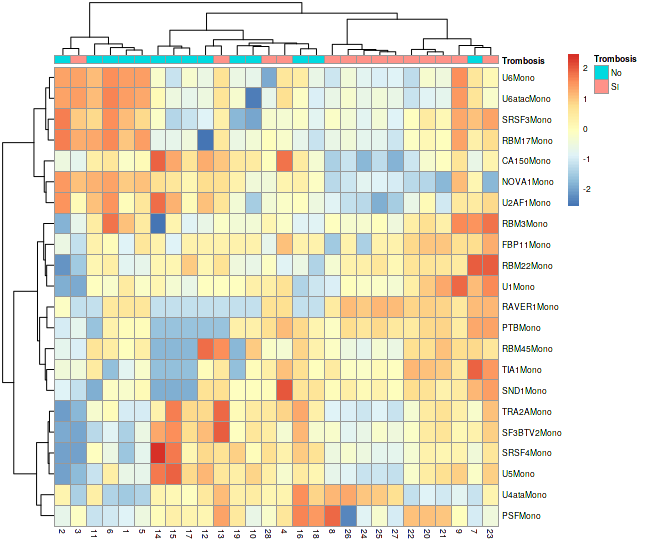 Trombosis
U6Mono
U6atacMono
SRSF3Mono
RBM17Mono
CA150Mono
NOVA1Mono
U2AF1Mono
RBM3Mono
FBP11Mono
RBM22Mono
U1Mono
RAVER1Mono
PTBMono
RBM45Mono
TIA1Mono
SND1Mono
TRA2AMono
SF3BTV2Mono
SRSF4Mono
U5Mono
U4ataMono
PSFMono
2 3 11 6 1 5 14 15 17 12 13 19 10 28 4 16 18 8 26 24 25 27 22 20 21 9 7 23
2
1
0
-1
-2
Trombosis
No
SI